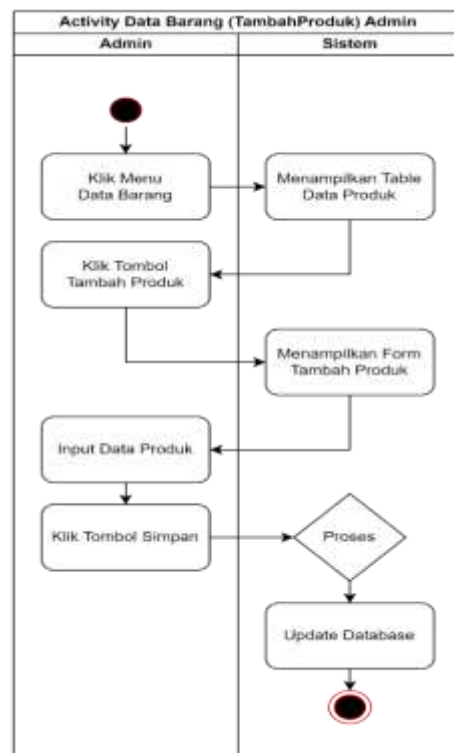 Activity Data Barang (TambahProduk) Admin
Admin
Sistem
Klik Menu
Data Barang
Menampilkan Table
Data Produk
Klik Tombol
Tambah Produk
Menampilkan Form
Tambah Produk
Input Data Produk
Klik Tombol Simpan
Proses
Update Database